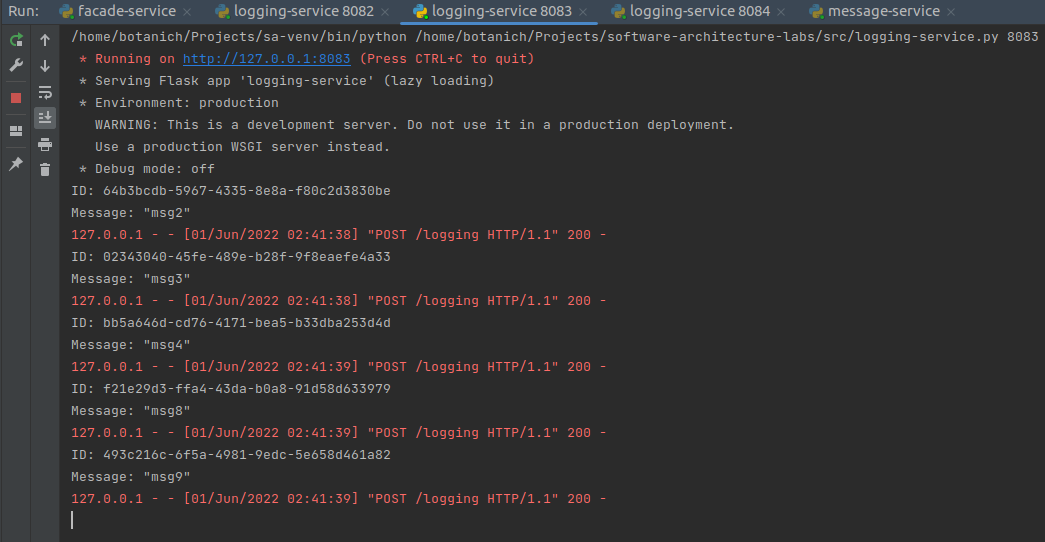 Run: facade-service logging-service 8082 logging-service 8083 logging-service 8084 message-service
/home/botanich/Projects/sa-venv/bin/python /home/botanich/Projects/software-architecture-labs/src/logging-service.py 8083
* Running on http://127.0.0.1:8083 (Press CTRL+C to quit)
* Serving Flask app 'logging-service' (lazy loading)
* Environment: production
WARNING: This is a development server. Do not use it in a production deployment.
Use a production WSGI server instead.
* Debug mode: off
ID: 64b3bcdb-5967-4335-8e8a-f80c2d3830be
Message: "msg2"
127.0.0.1 - - [01/Jun/2022 02:41:38] "POST /logging HTTP/1.1" 200 -
ID: 02343040-45fe-489e-b28f-9f8eaefe4a33
Message: "msg3"
127.0.0.1 - - [01/Jun/2022 02:41:38] "POST /logging HTTP/1.1" 200 -
ID: bb5a646d-cd76-4171-bea5-b33dba253d4d
Message: "msg4"
127.0.0.1 - - [01/Jun/2022 02:41:39] "POST /logging HTTP/1.1" 200 -
ID: f21e29d3-ffa4-43da-b0a8-91d58d633979
Message: "msg8"
127.0.0.1 - - [01/Jun/2022 02:41:39] "POST /logging HTTP/1.1" 200 -
ID: 493c216c-6f5a-4981-9edc-5e658d461a82
Message: "msg9"
127.0.0.1 - - [01/Jun/2022 02:41:39] "POST /logging HTTP/1.1" 200 -